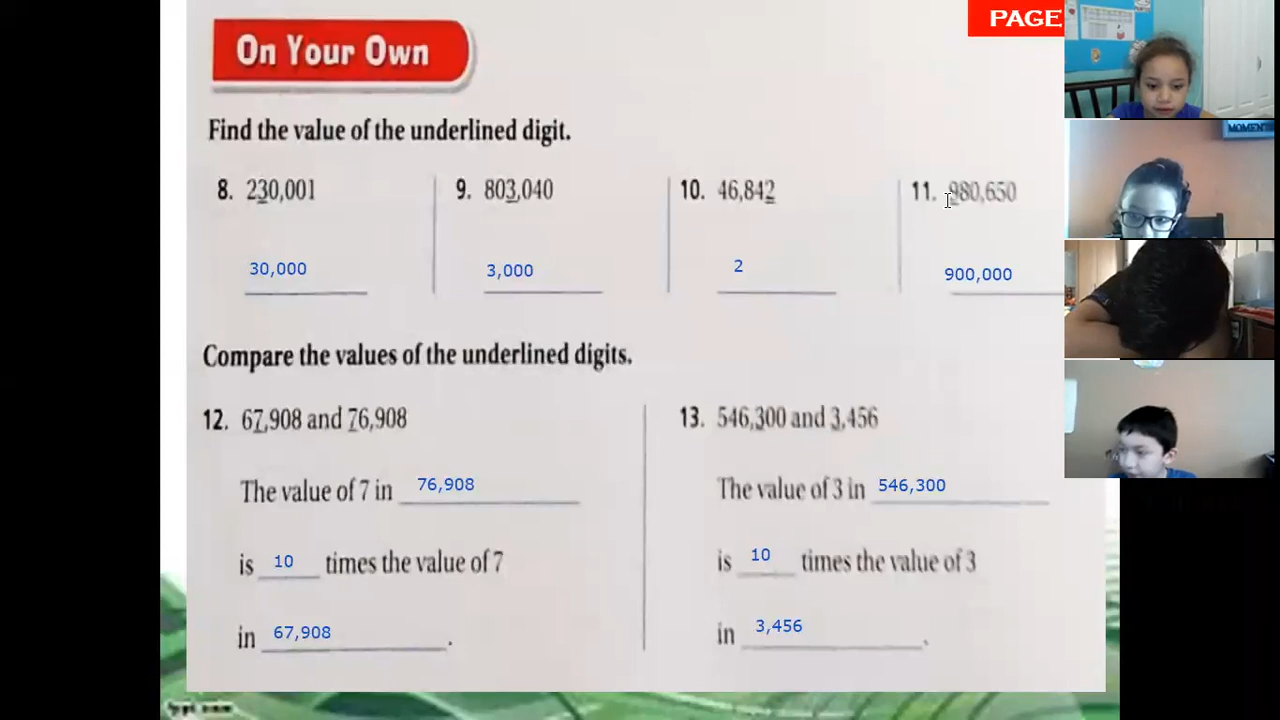 PAGE
On Your Own
Find the value of the underlined digit.
8. 230,001
9. 803,040
10. 46,842
11. 980,650
30,000
3,000
2
900,000
Compare the values of the underlined digits.
12. 67,908 and 76,908
The value of 7 in 76,908
is 10 times the value of 7
in 67,908.
13. 546,300 and 3,456
The value of 3 in 546,300
is 10 times the value of 3
in 3,456.